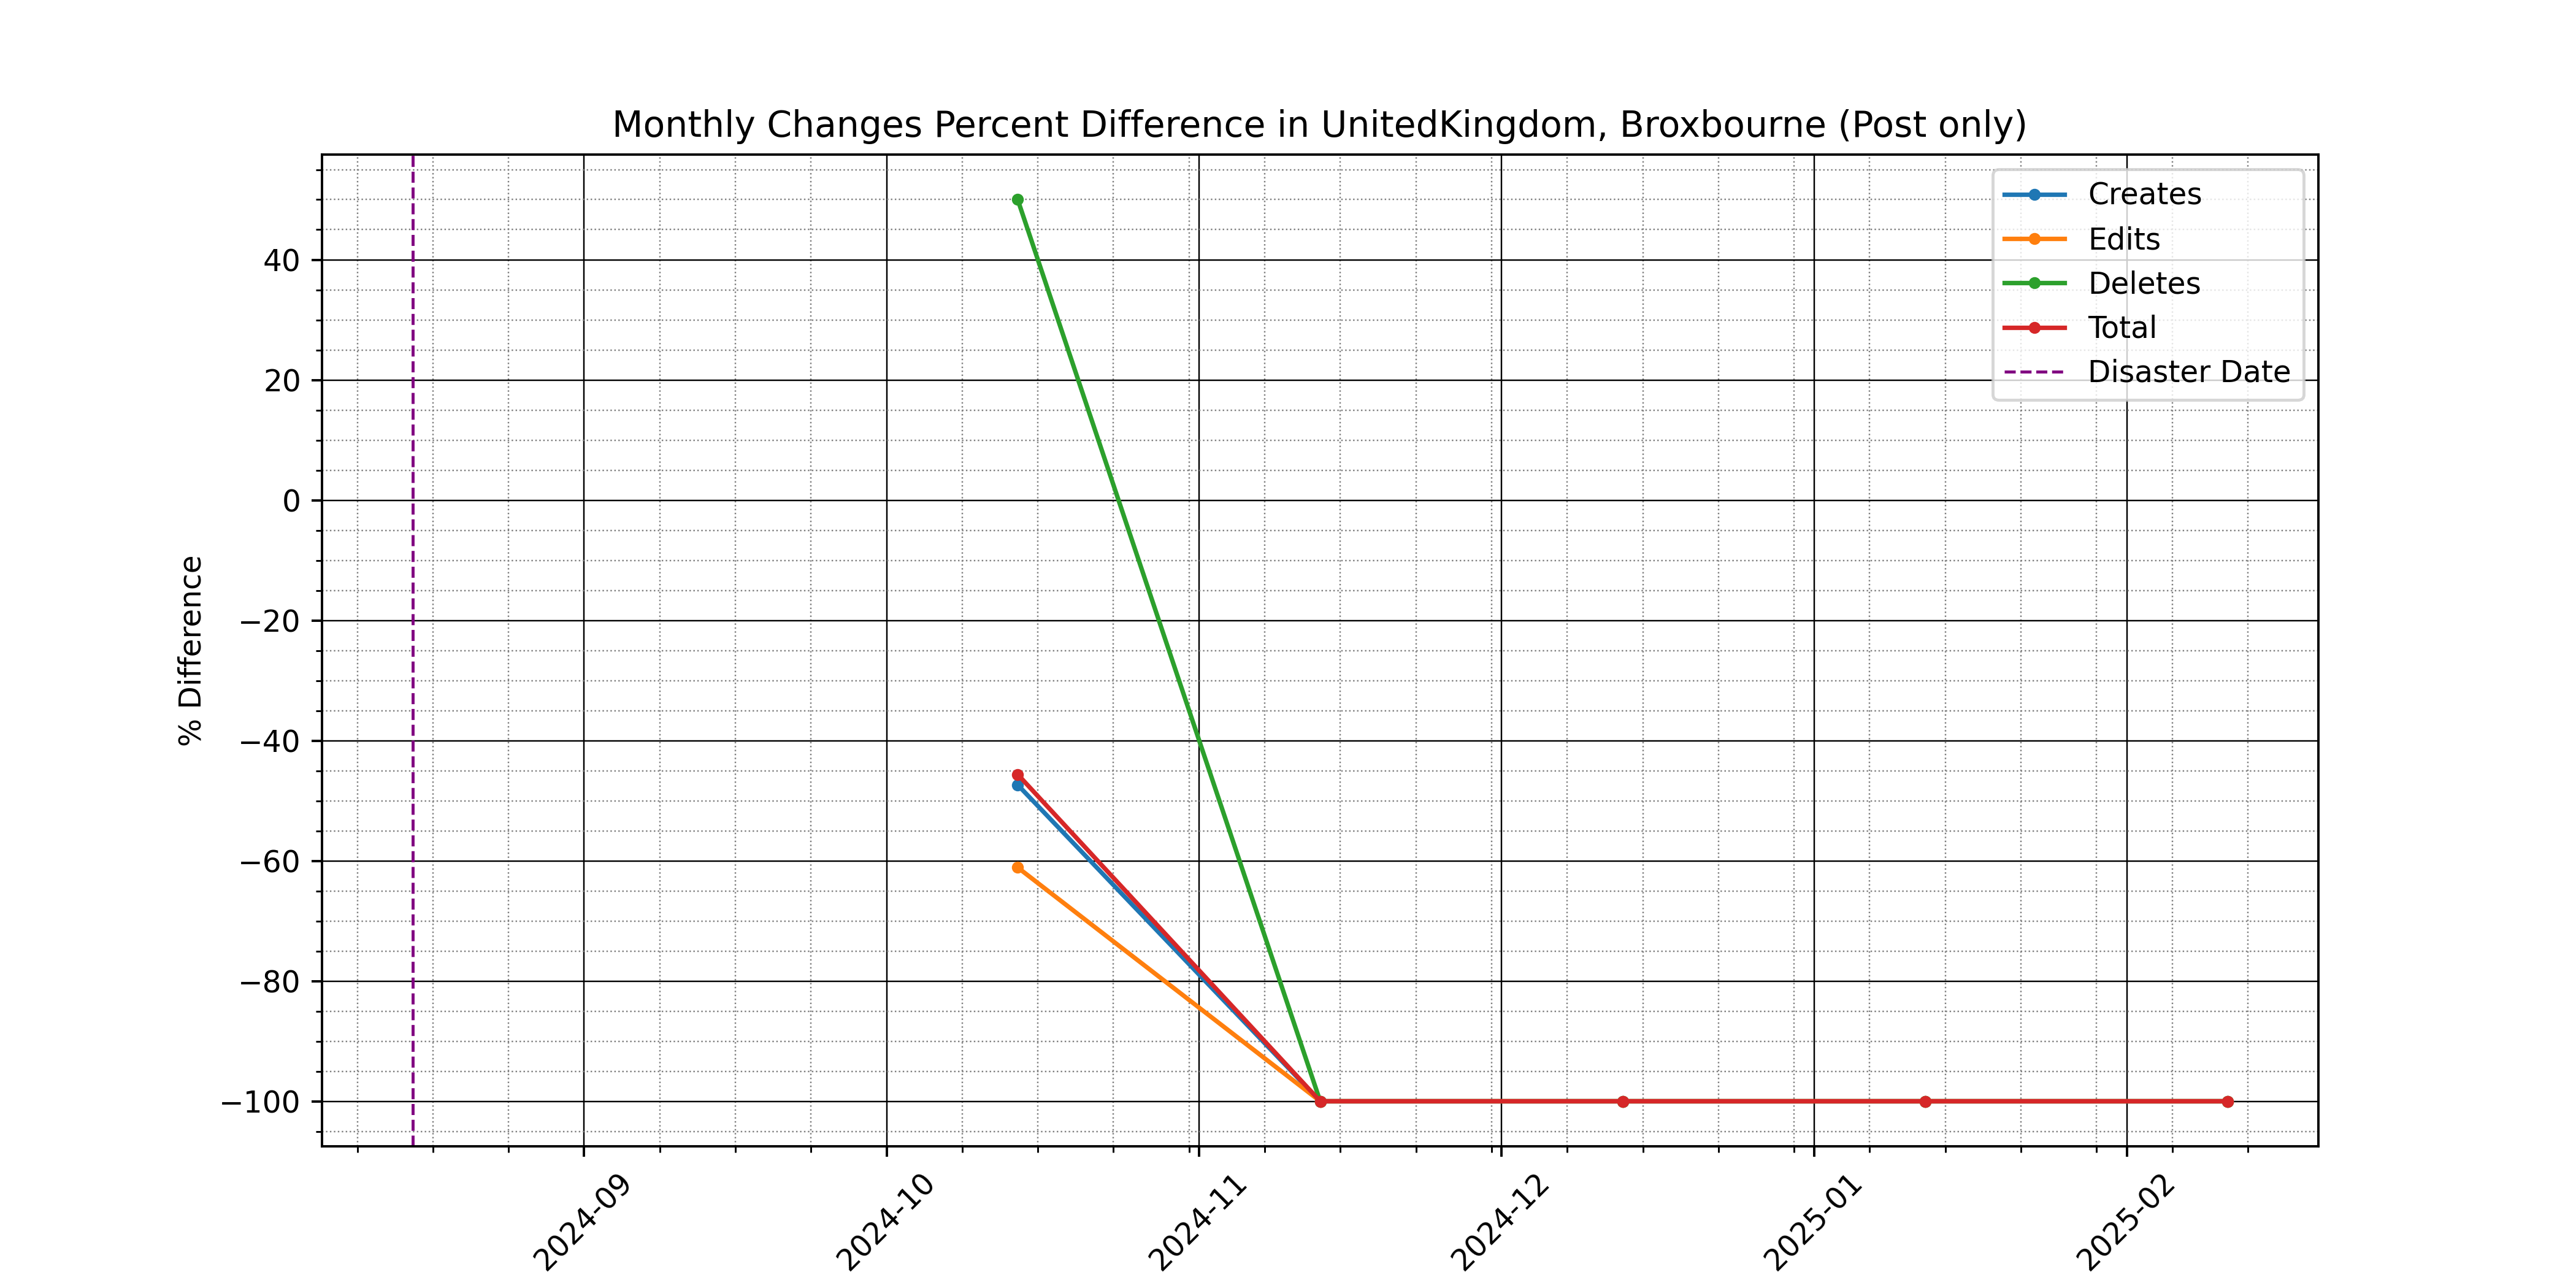 Monthly Changes Percent Difference in UnitedKingdom, Broxbourne (Post only)
Creates
Edits
Deletes
Total
Disaster Date
% Difference
40
20
0
−20
−40
−60
−80
−100
2024-09
2024-10
2024-11
2024-12
2025-01
2025-02